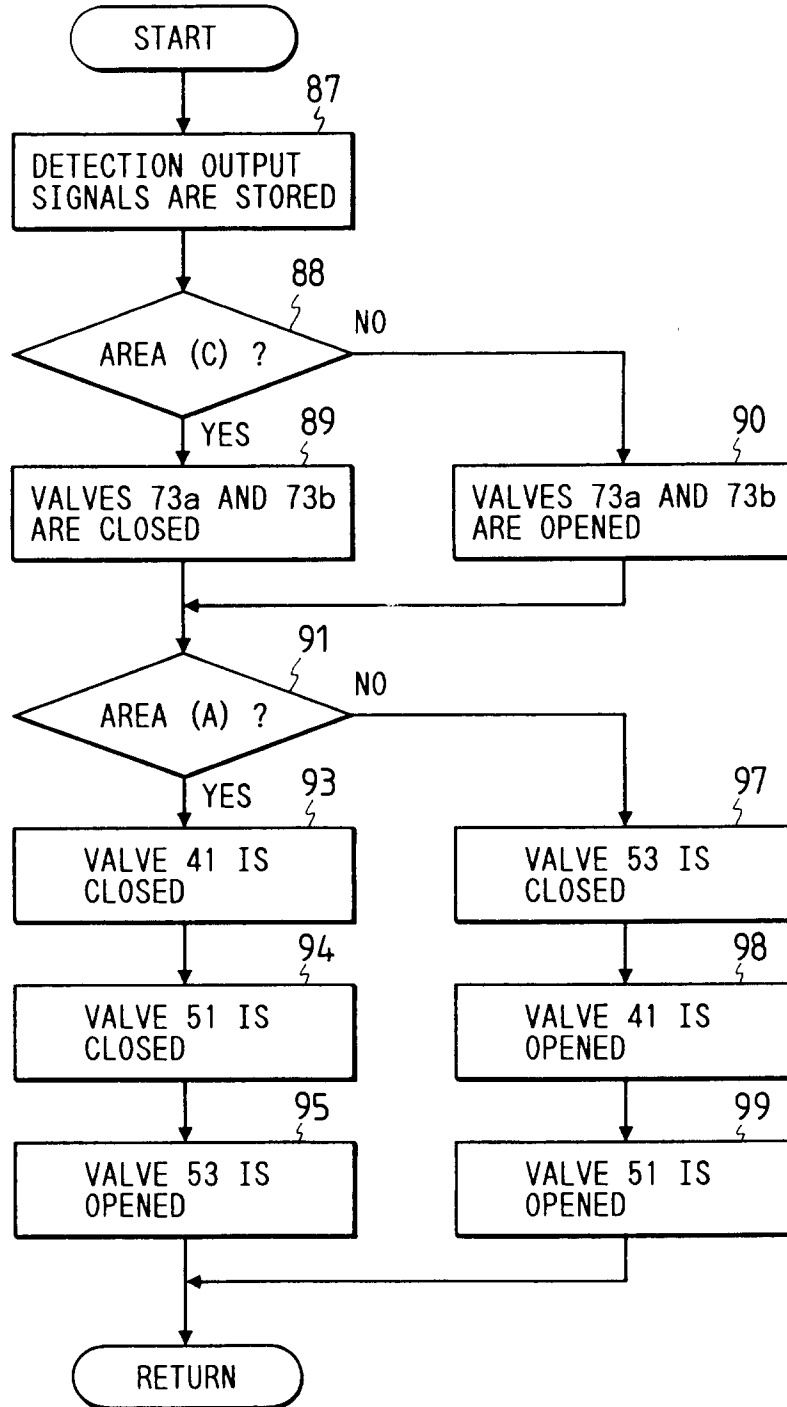 START
87
DETECTION OUTPUT
SIGNALS ARE STORED
88
AREA (C) ?
NO
YES
89
VALVES 73a AND 73b
ARE CLOSED
90
VALVES 73a AND 73b
ARE OPENED
91
AREA (A) ?
NO
YES
93
VALVE 41 IS
CLOSED
97
VALVE 53 IS
CLOSED
94
VALVE 51 IS
CLOSED
98
VALVE 41 IS
OPENED
95
VALVE 53 IS
OPENED
99
VALVE 51 IS
OPENED
RETURN